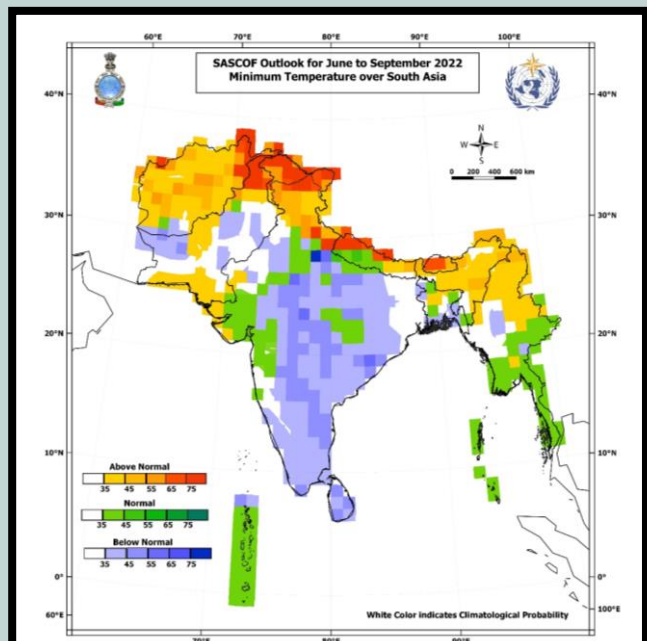 60°E 70°E 80°E 90°E 100°E
SASCOF Outlook for June to September 2022
Minimum Temperature over South Asia
40°N 40°N
N
W E
S
0 200 400 600 km
30°N 30°N
20°N 20°N
10°N 10°N
Above Normal
35 45 55 65 75
Normal
35 45 55 65 75
Below Normal
35 45 55 65 75
0° 0°
60°E White Color indicates Climatological Probability 100°E
70°E 80°E 90°E